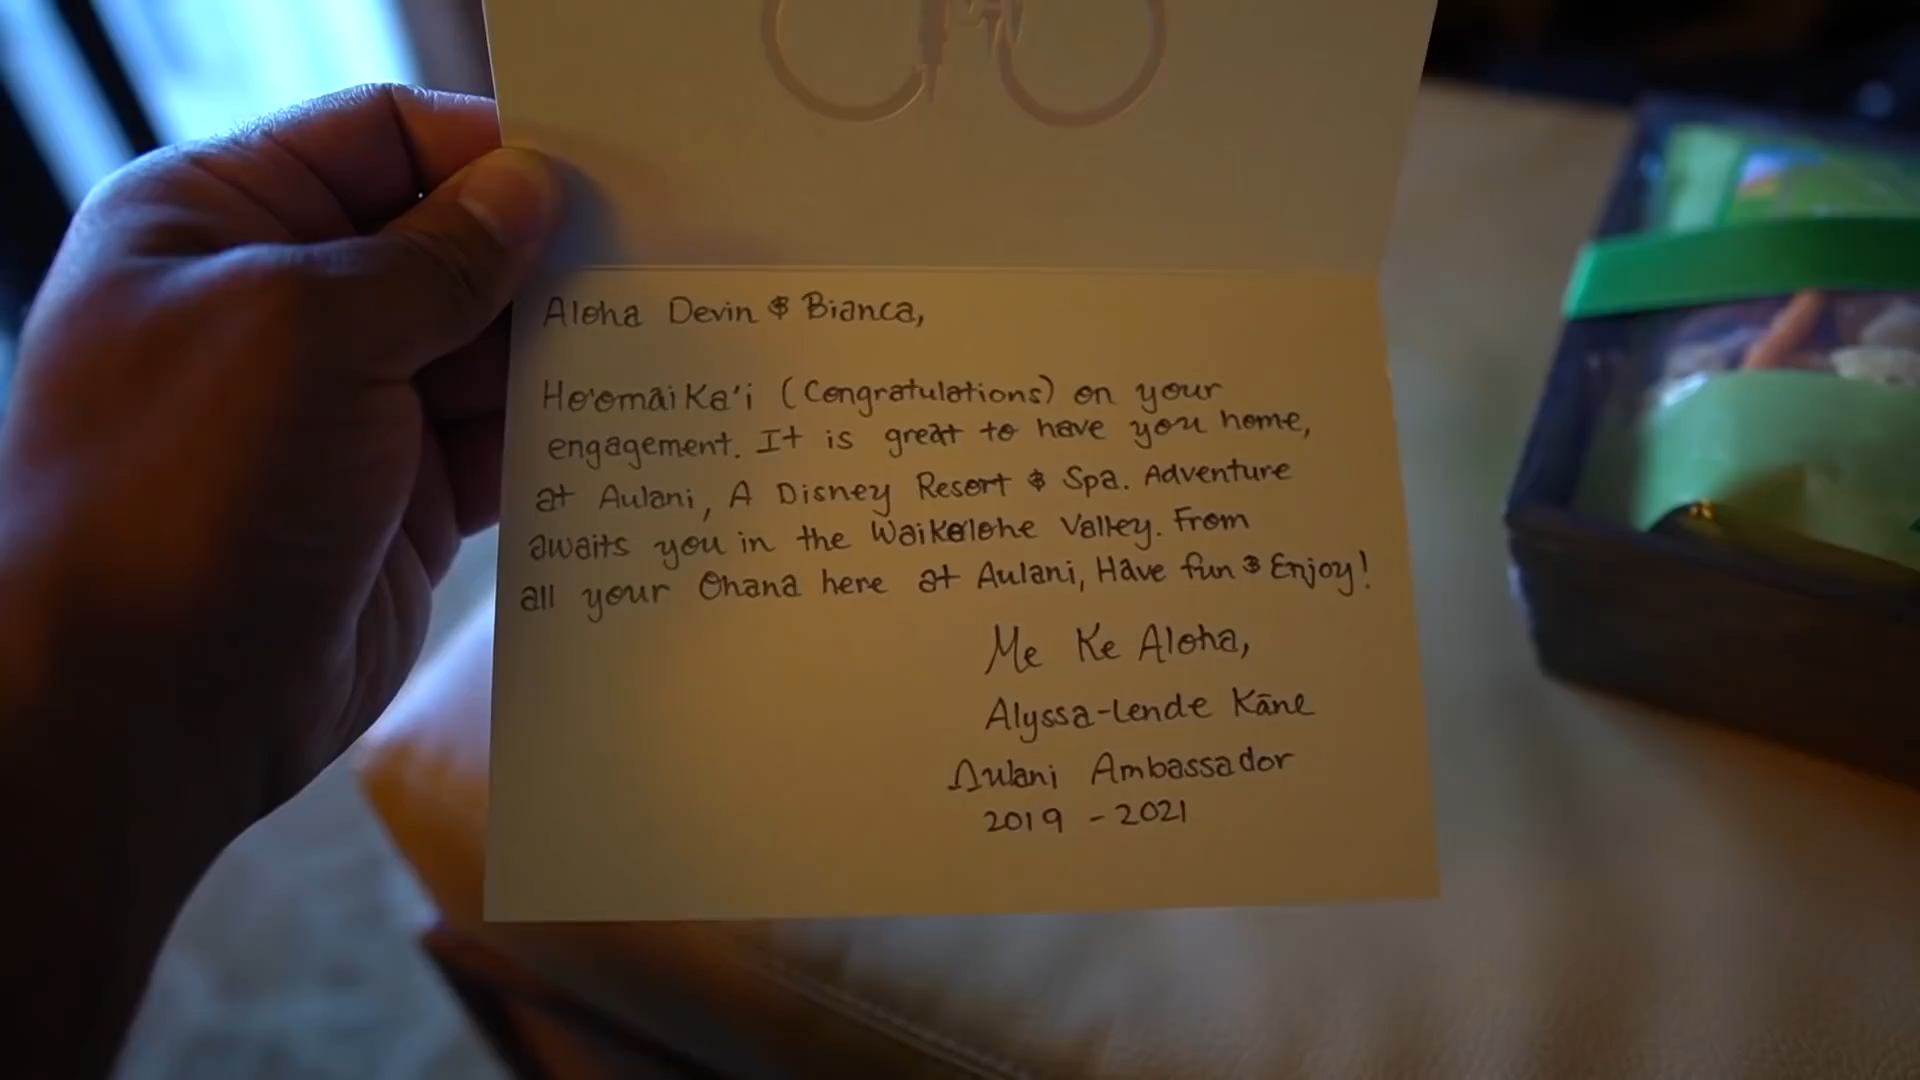 Aloha Devin & Bianca,
Ho'omāiKa'i (Congratulations) on your
engagement. It is great to have you home,
at Aulani, A Disney Resort & Spa. Adventure
awaits you in the Waikolohe Valley. From
all your Ohana here at Aulani, Have fun & Enjoy!
Me Ke Aloha,
Alyssa-Lende Kāne
Aulani Ambassador
2019 - 2021